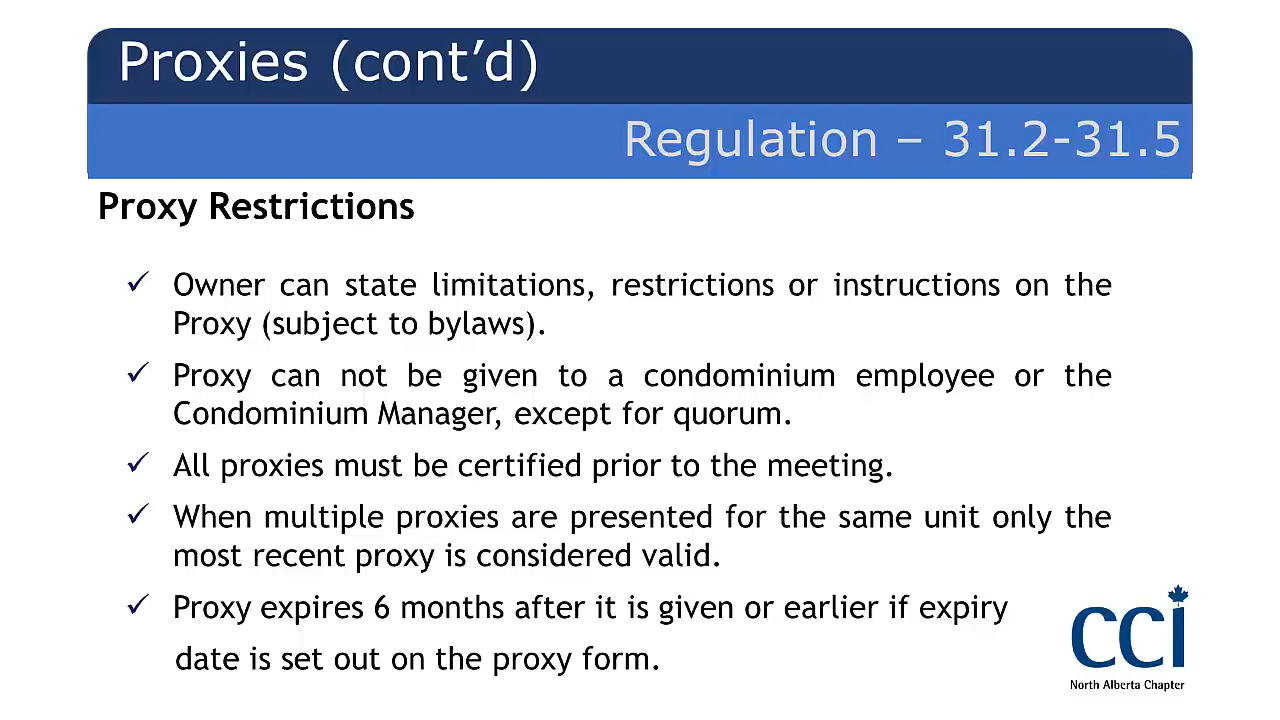 Proxies (cont’d)
Regulation – 31.2-31.5
Proxy Restrictions
✓ Owner can state limitations, restrictions or instructions on the
Proxy (subject to bylaws).
✓ Proxy can not be given to a condominium employee or the
Condominium Manager, except for quorum.
✓ All proxies must be certified prior to the meeting.
✓ When multiple proxies are presented for the same unit only the
most recent proxy is considered valid.
✓ Proxy expires 6 months after it is given or earlier if expiry
date is set out on the proxy form.
CCI
North Alberta Chapter